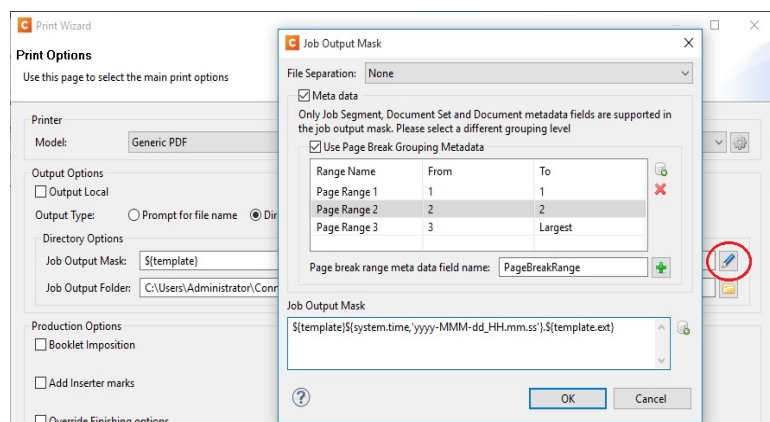 Print Wizard
Print Options
Use this page to select the main print options
Printer
Model: Generic PDF
Output Options
Output Local
Output Type: Prompt for file name Dir
Directory Options
Job Output Mask: ${template}
Job Output Folder: C:\Users\Administrator\Conn
Production Options
Booklet Imposition
Add Inserter marks
Override Finishing options
Job Output Mask
File Separation: None
Meta data
Only Job Segment, Document Set and Document metadata fields are supported in
the job output mask. Please select a different grouping level
Use Page Break Grouping Metadata
Range Name From To
Page Range 1 1 1
Page Range 2 2 2
Page Range 3 3 Largest
Page break range meta data field name: PageBreakRange
Job Output Mask
${template}${system.time,'yyyy-MMM-dd_HH.mm.ss'}.${template.ext}
OK Cancel